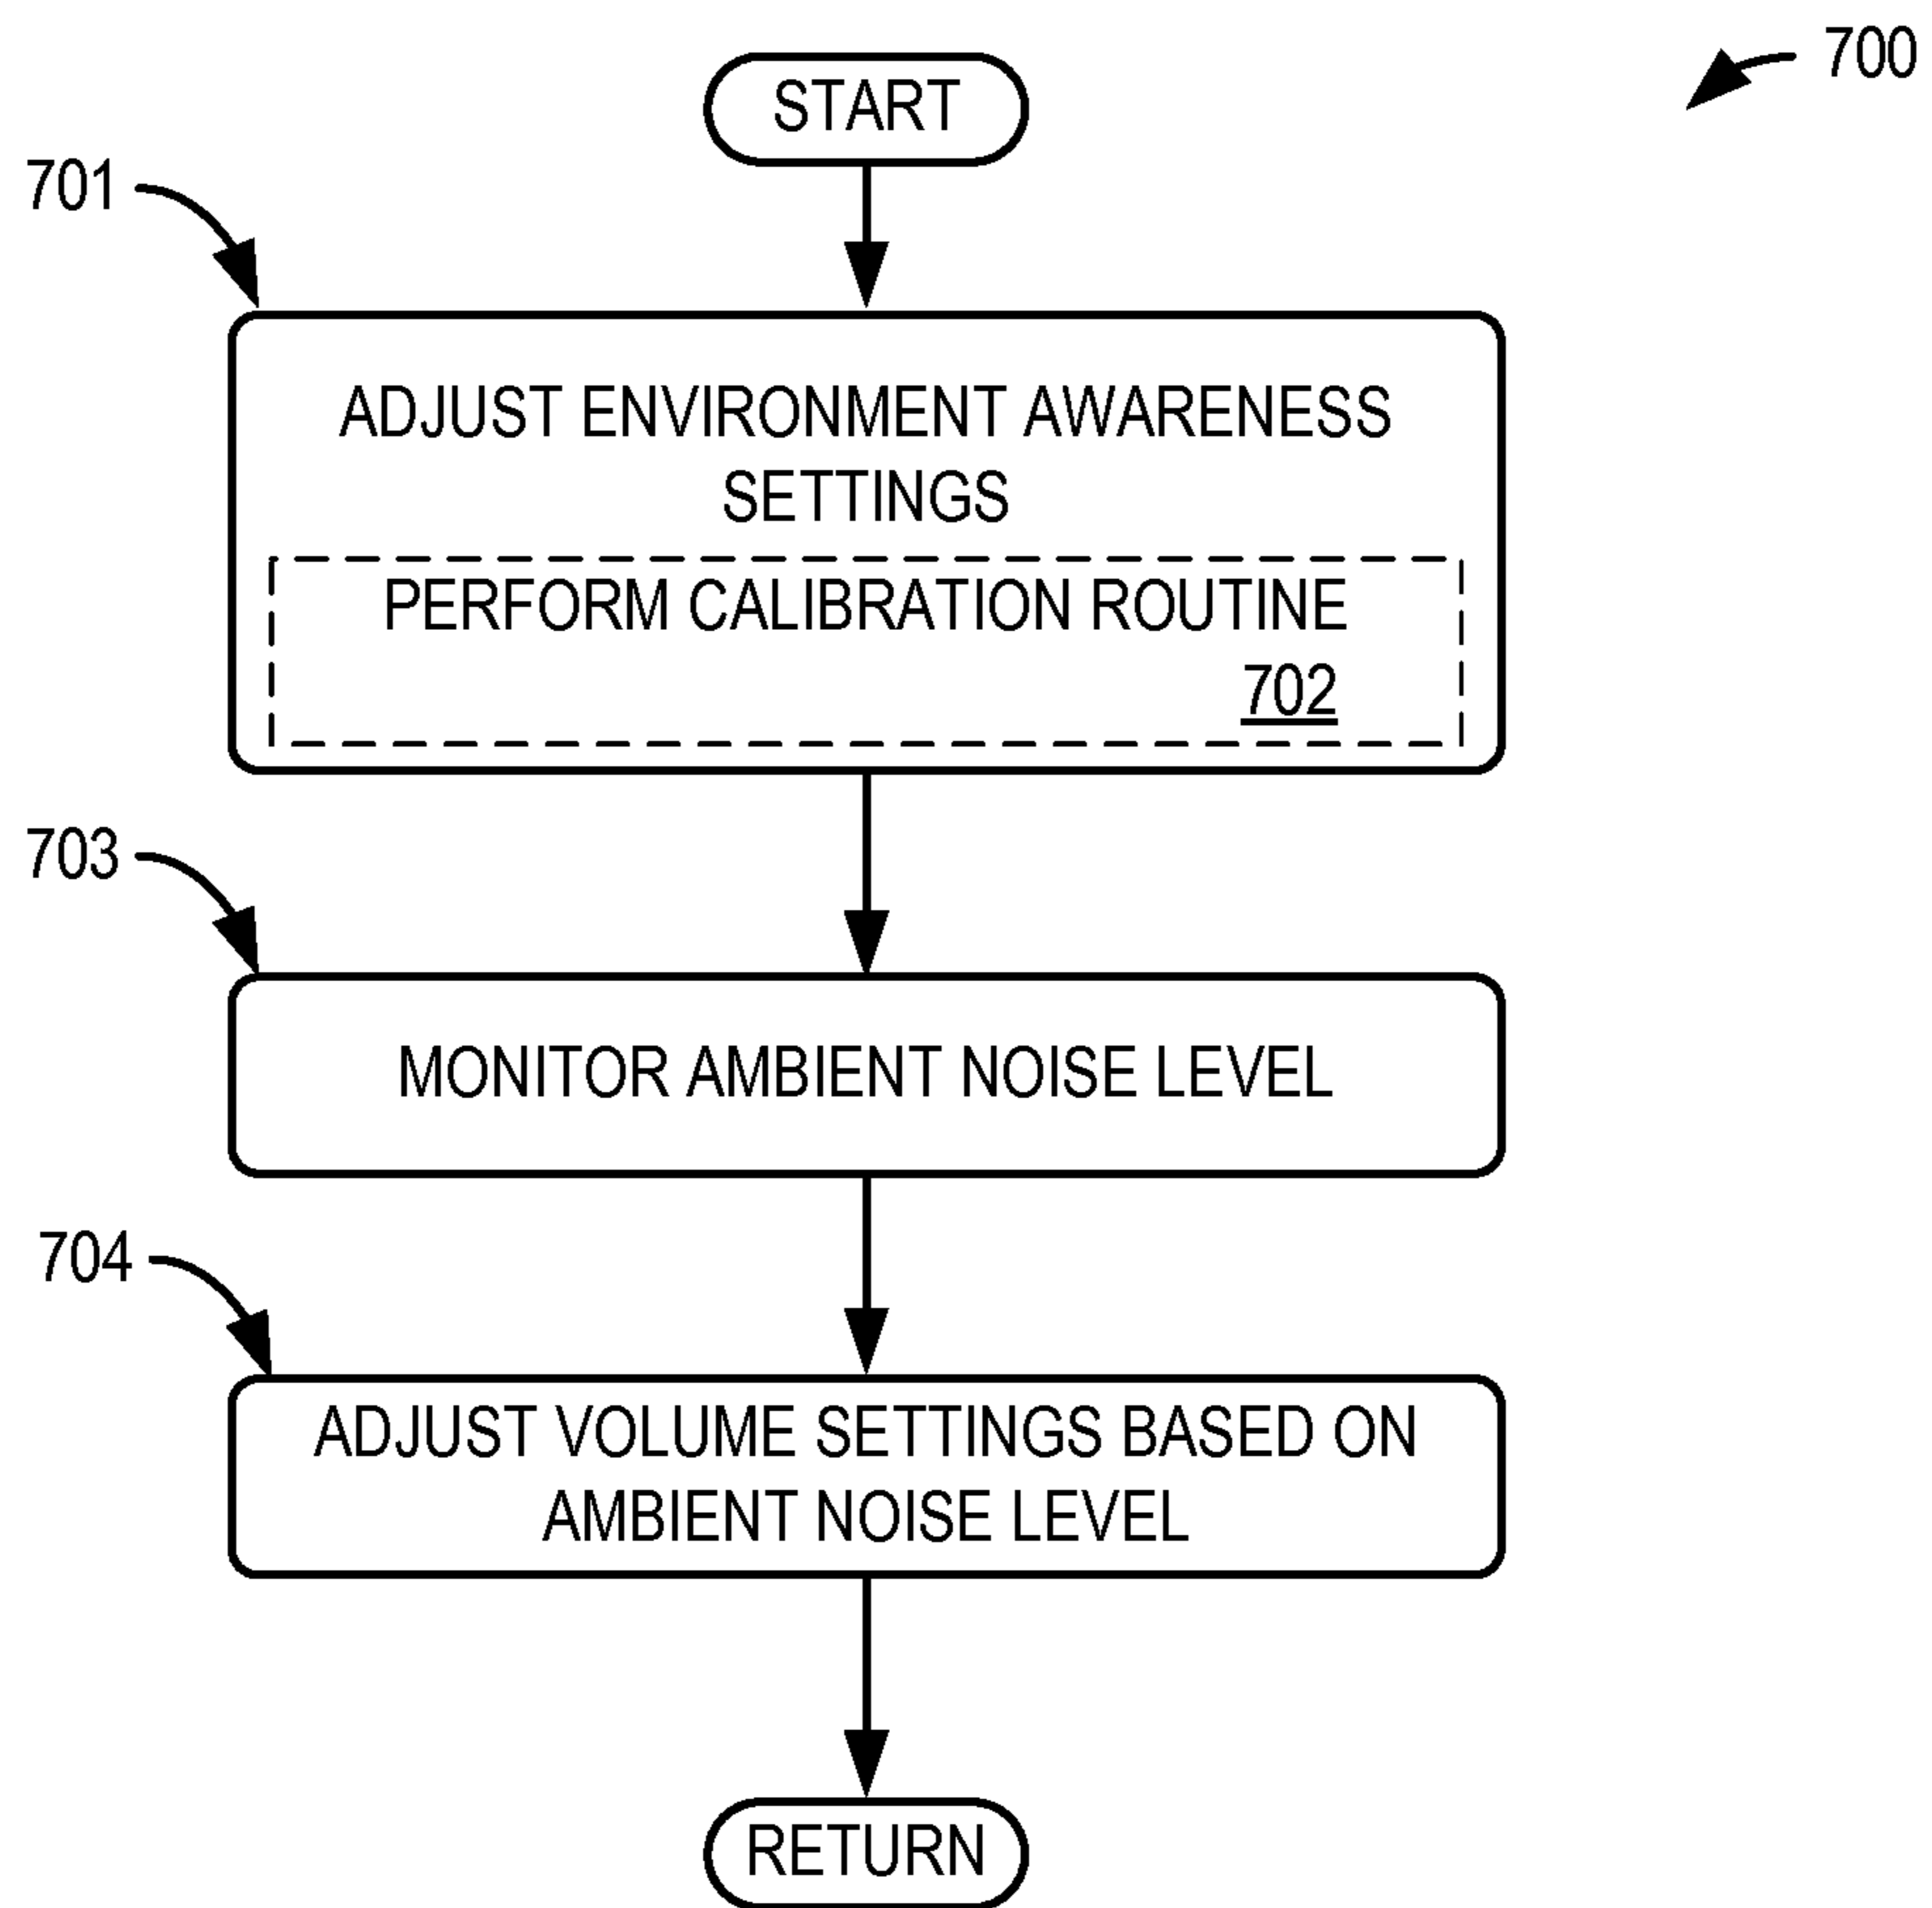 700
START
701
ADJUST ENVIRONMENT AWARENESS
SETTINGS
PERFORM CALIBRATION ROUTINE
702
703
MONITOR AMBIENT NOISE LEVEL
704
ADJUST VOLUME SETTINGS BASED ON
AMBIENT NOISE LEVEL
RETURN